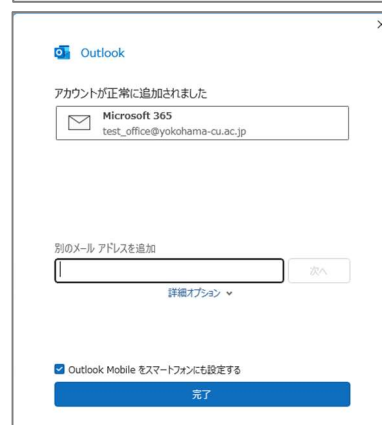 Outlook
アカウントが正常に追加されました
Microsoft 365
test_office@yokohama-cu.ac.jp
別のメール アドレスを追加
次へ
詳細オプション
Outlook Mobile をスマートフォンにも設定する
完了